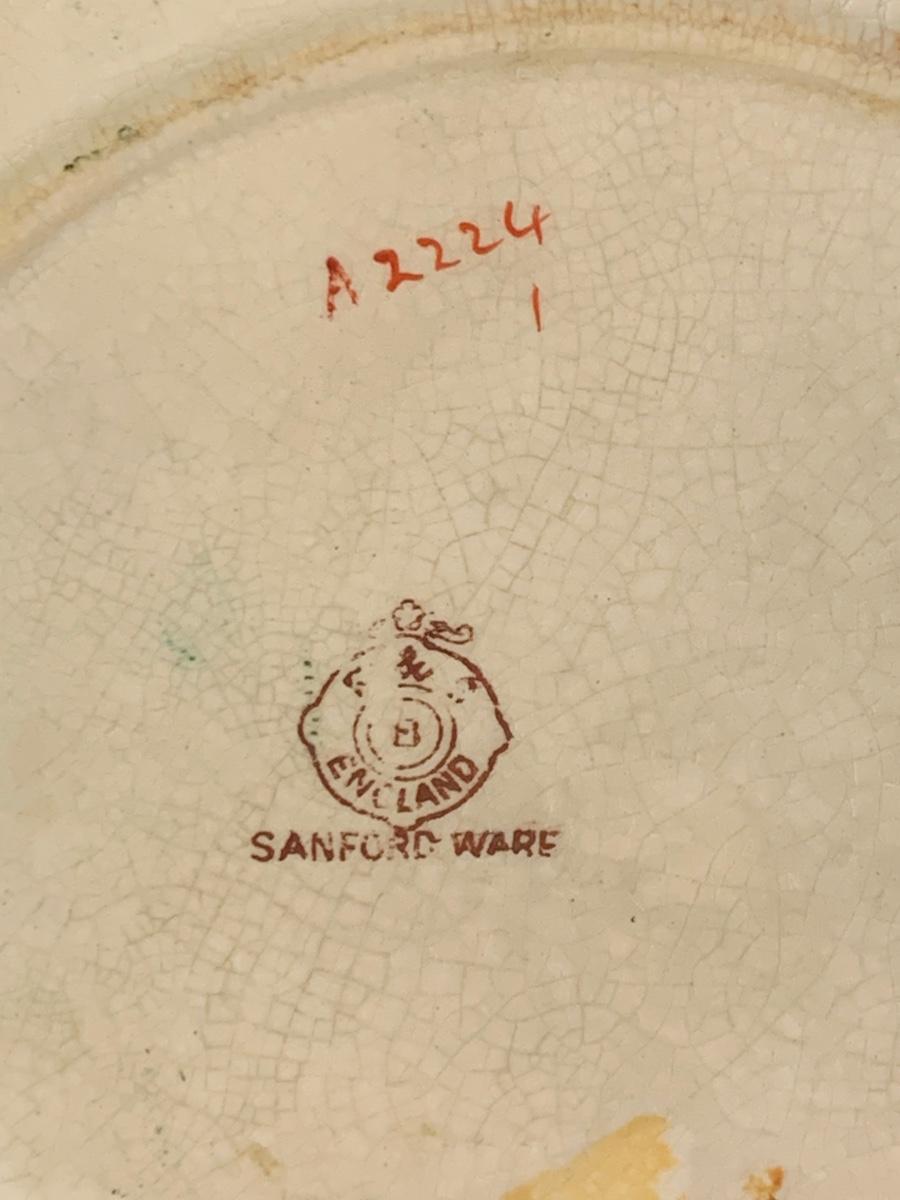 A2224
1
&
B
ENGLAND
SANFORD WARE